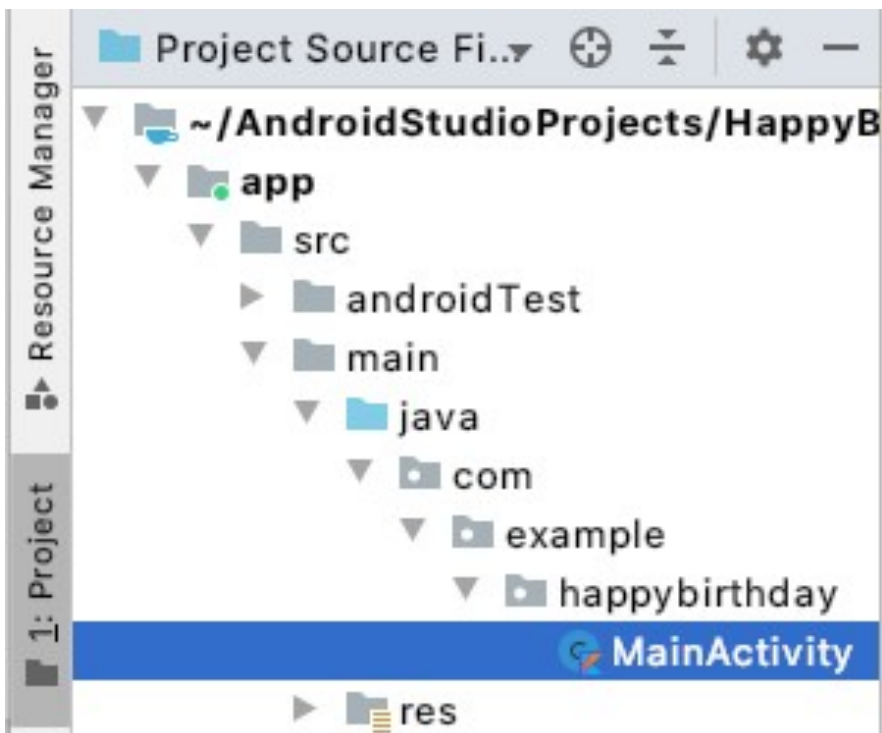 Project Source Fi...
~/AndroidStudioProjects/HappyB
app
src
androidTest
main
java
com
example
happybirthday
MainActivity
res
Resource Manager
1: Project